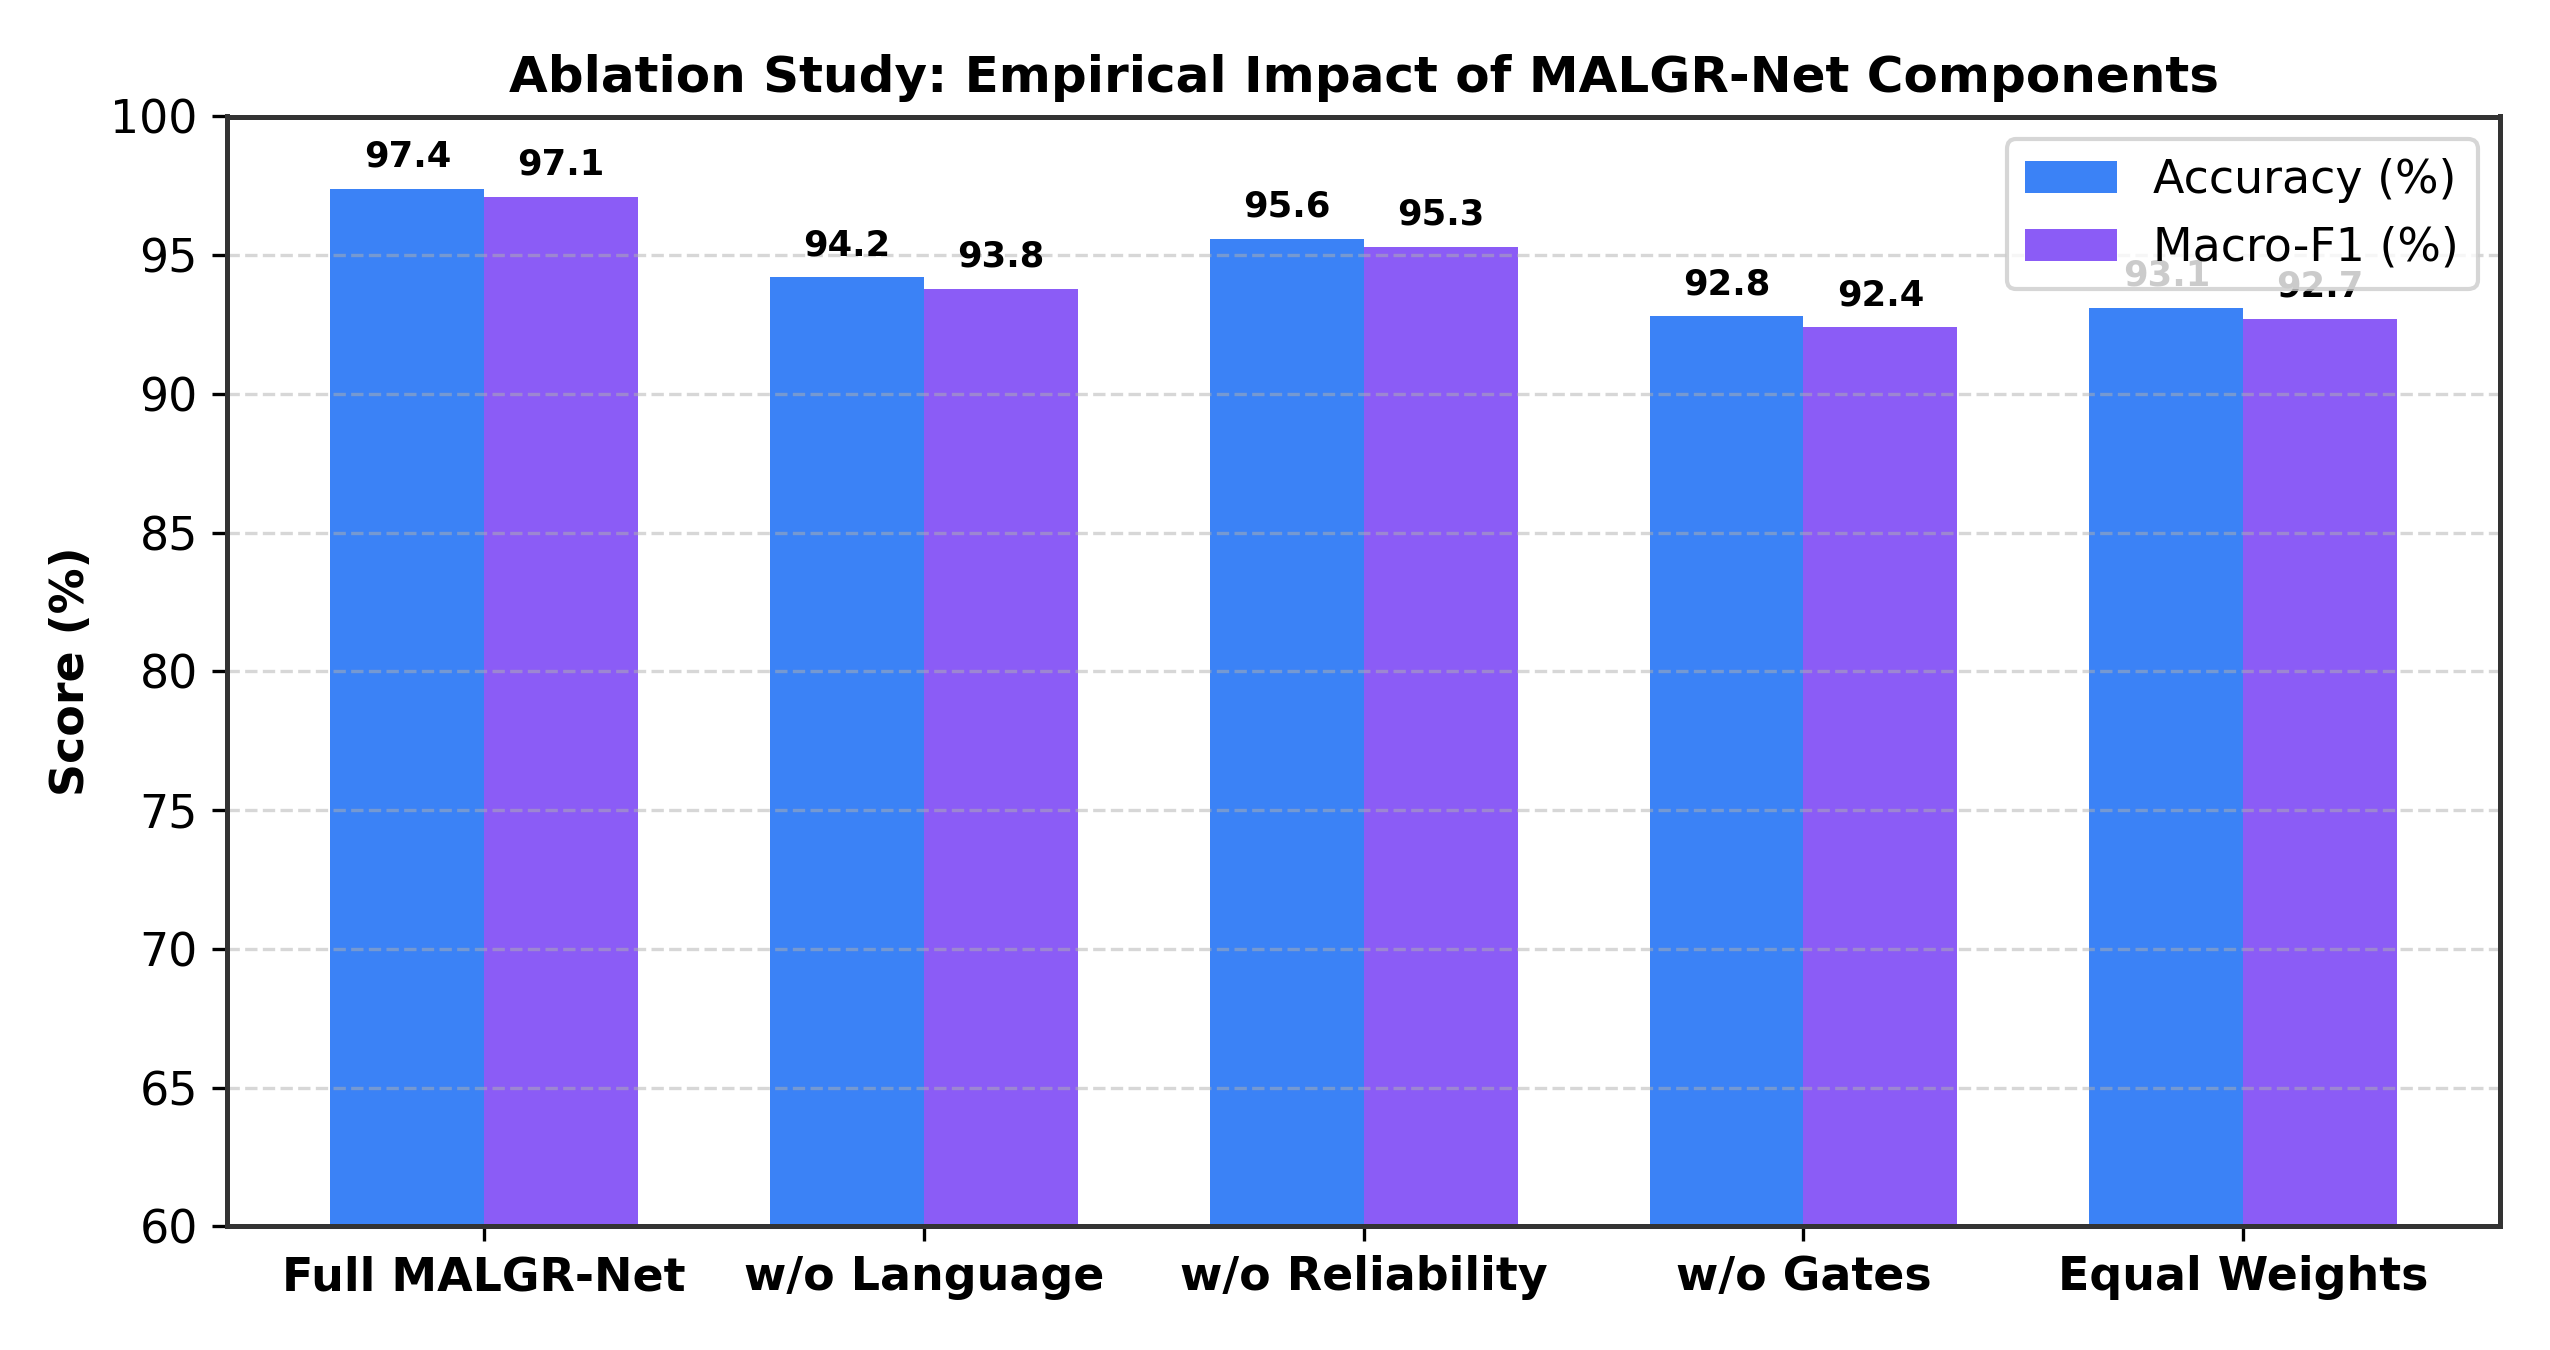 Ablation Study: Empirical Impact of MALGR-Net Components
Score (%)
100
95
90
85
80
75
70
65
60
97.4 97.1
94.2 93.8
95.6 95.3
92.8 92.4
93.1 92.7
Accuracy (%)
Macro-F1 (%)
Full MALGR-Net w/o Language w/o Reliability w/o Gates Equal Weights